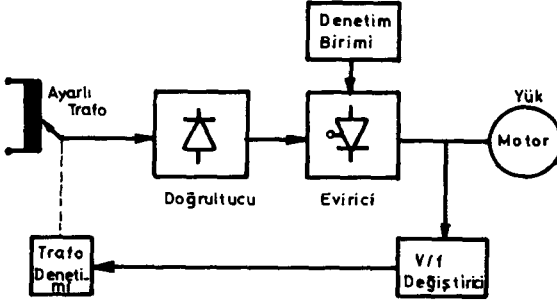 Denetim
Birimi
Ayarlı
Trafo
Yük
Motor
Doğrultucu
Evirici
Trafo
Deneti-
mi
V/f
Değiştirici